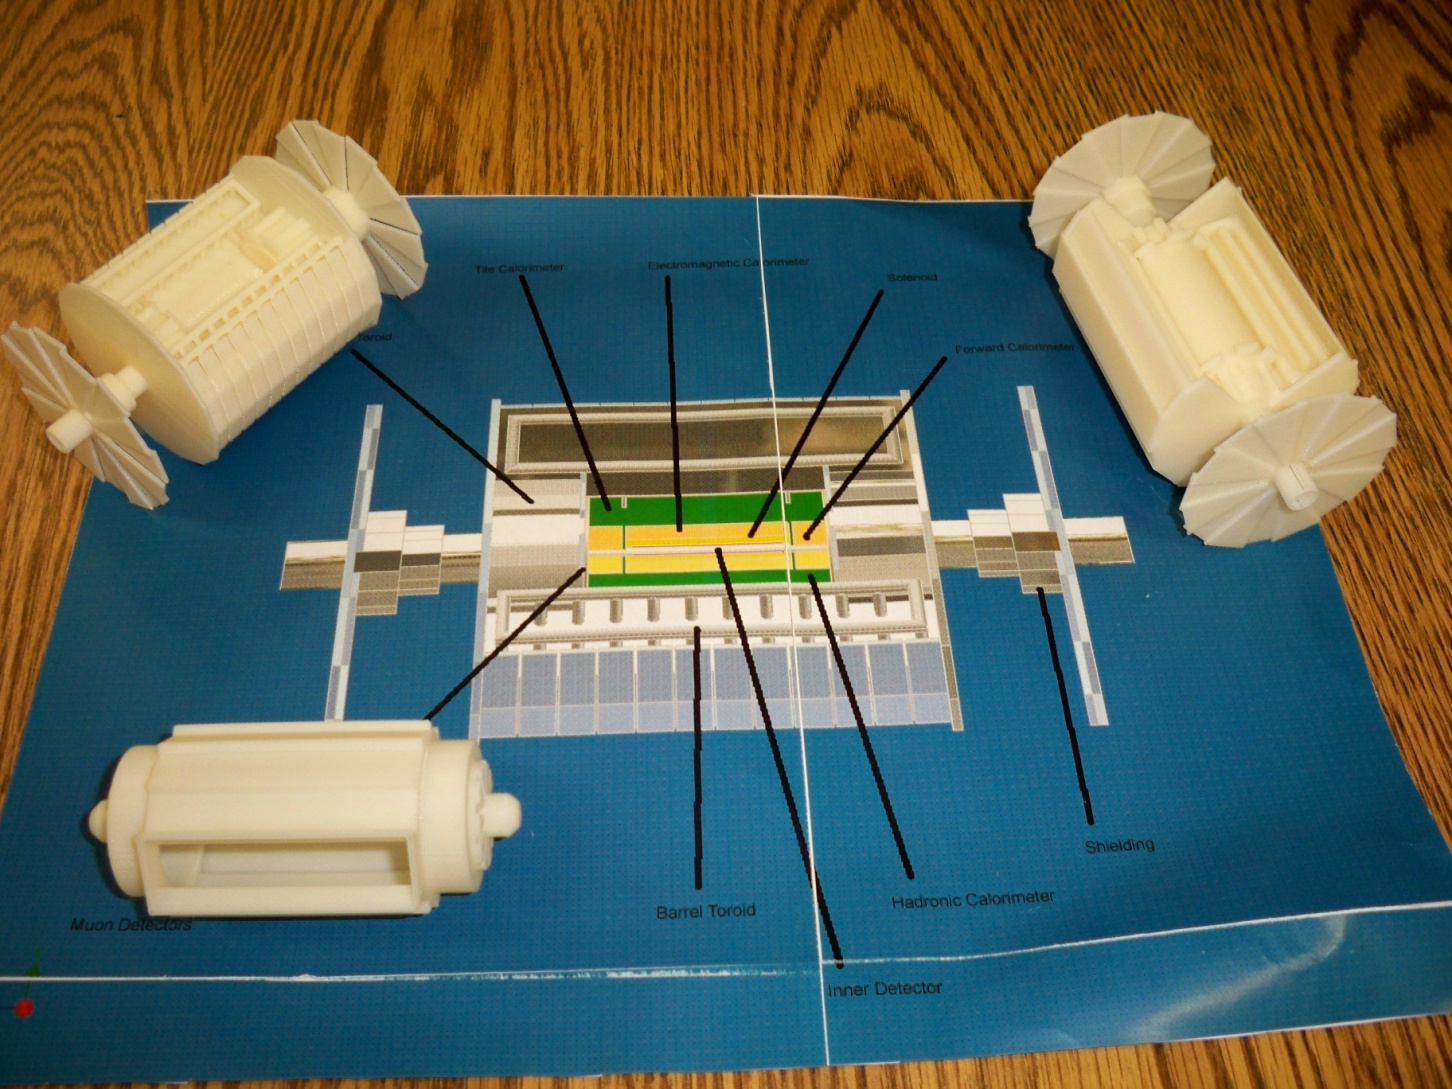 Tile Calorimeter
Electromagnetic Calorimeter
Solenoid
Toroid
Forward Calorimeter
Shielding
Hadronic Calorimeter
Barrel Toroid
Muon Detectors
Inner Detector